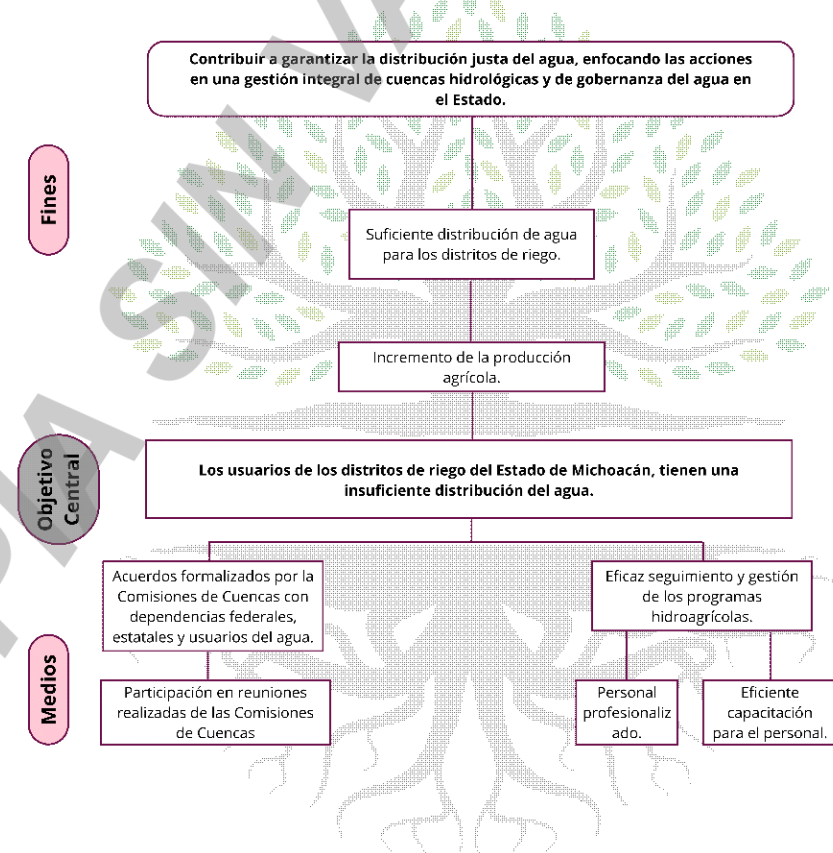 Contribuir a garantizar la distribución justa del agua, enfocando las acciones
en una gestión integral de cuencas hidrológicas y de gobernanza del agua en
el Estado.
Fines
Suficiente distribución de agua
para los distritos de riego.
Incremento de la producción
agrícola.
Objetivo
Central
Los usuarios de los distritos de riego del Estado de Michoacán, tienen una
insuficiente distribución del agua.
Acuerdos formalizados por la
Comisiones de Cuencas con
dependencias federales,
estatales y usuarios del agua.
Eficaz seguimiento y gestión
de los programas
hidroagrícolas.
Medios
Participación en reuniones
realizadas de las Comisiones
de Cuencas
Personal
profesionaliz
ado.
Eficiente
capacitación
para el personal.
SIN